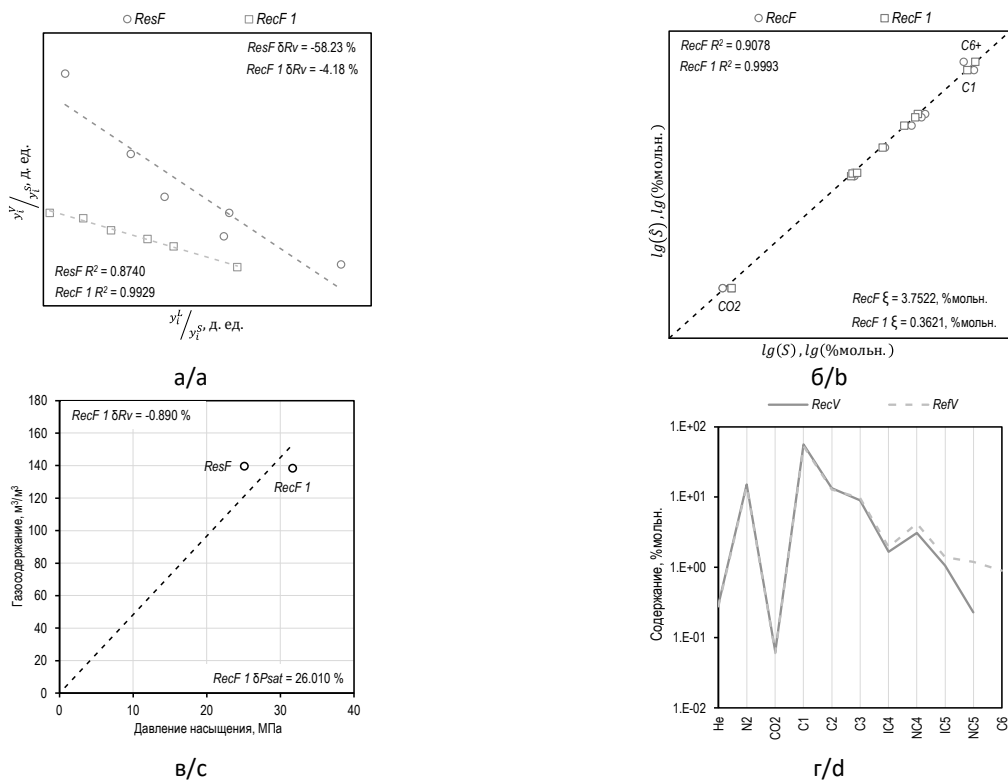 ResF
RecF 1
ResF δRv = -58.23 %
RecF 1 δRv = -4.18 %
y_i^V/y_i^S, д. ед.
ResF R² = 0.8740
RecF 1 R² = 0.9929
y_i^L/y_i^S, д. ед.
а/a
RecF
RecF 1
RecF R² = 0.9078
RecF 1 R² = 0.9993
C6+
C1
CO2
lg(Ŝ), lg(%мольн.)
RecF ξ = 3.7522, %мольн.
RecF 1 ξ = 0.3621, %мольн.
lg(S), lg(%мольн.)
б/b
Газосодержание, м³/м³
180
160
140
120
100
80
60
40
20
0
RecF 1 δRv = -0.890 %
ResF
RecF 1
RecF 1 δPsat = 26.010 %
0
10
20
30
40
Давление насыщения, МПа
в/c
RecV
RefV
Содержание, %мольн.
1.E+02
1.E+01
1.E+00
1.E-01
1.E-02
He
N2
CO2
C1
C2
C3
IC4
NC4
IC5
NC5
C6
г/d